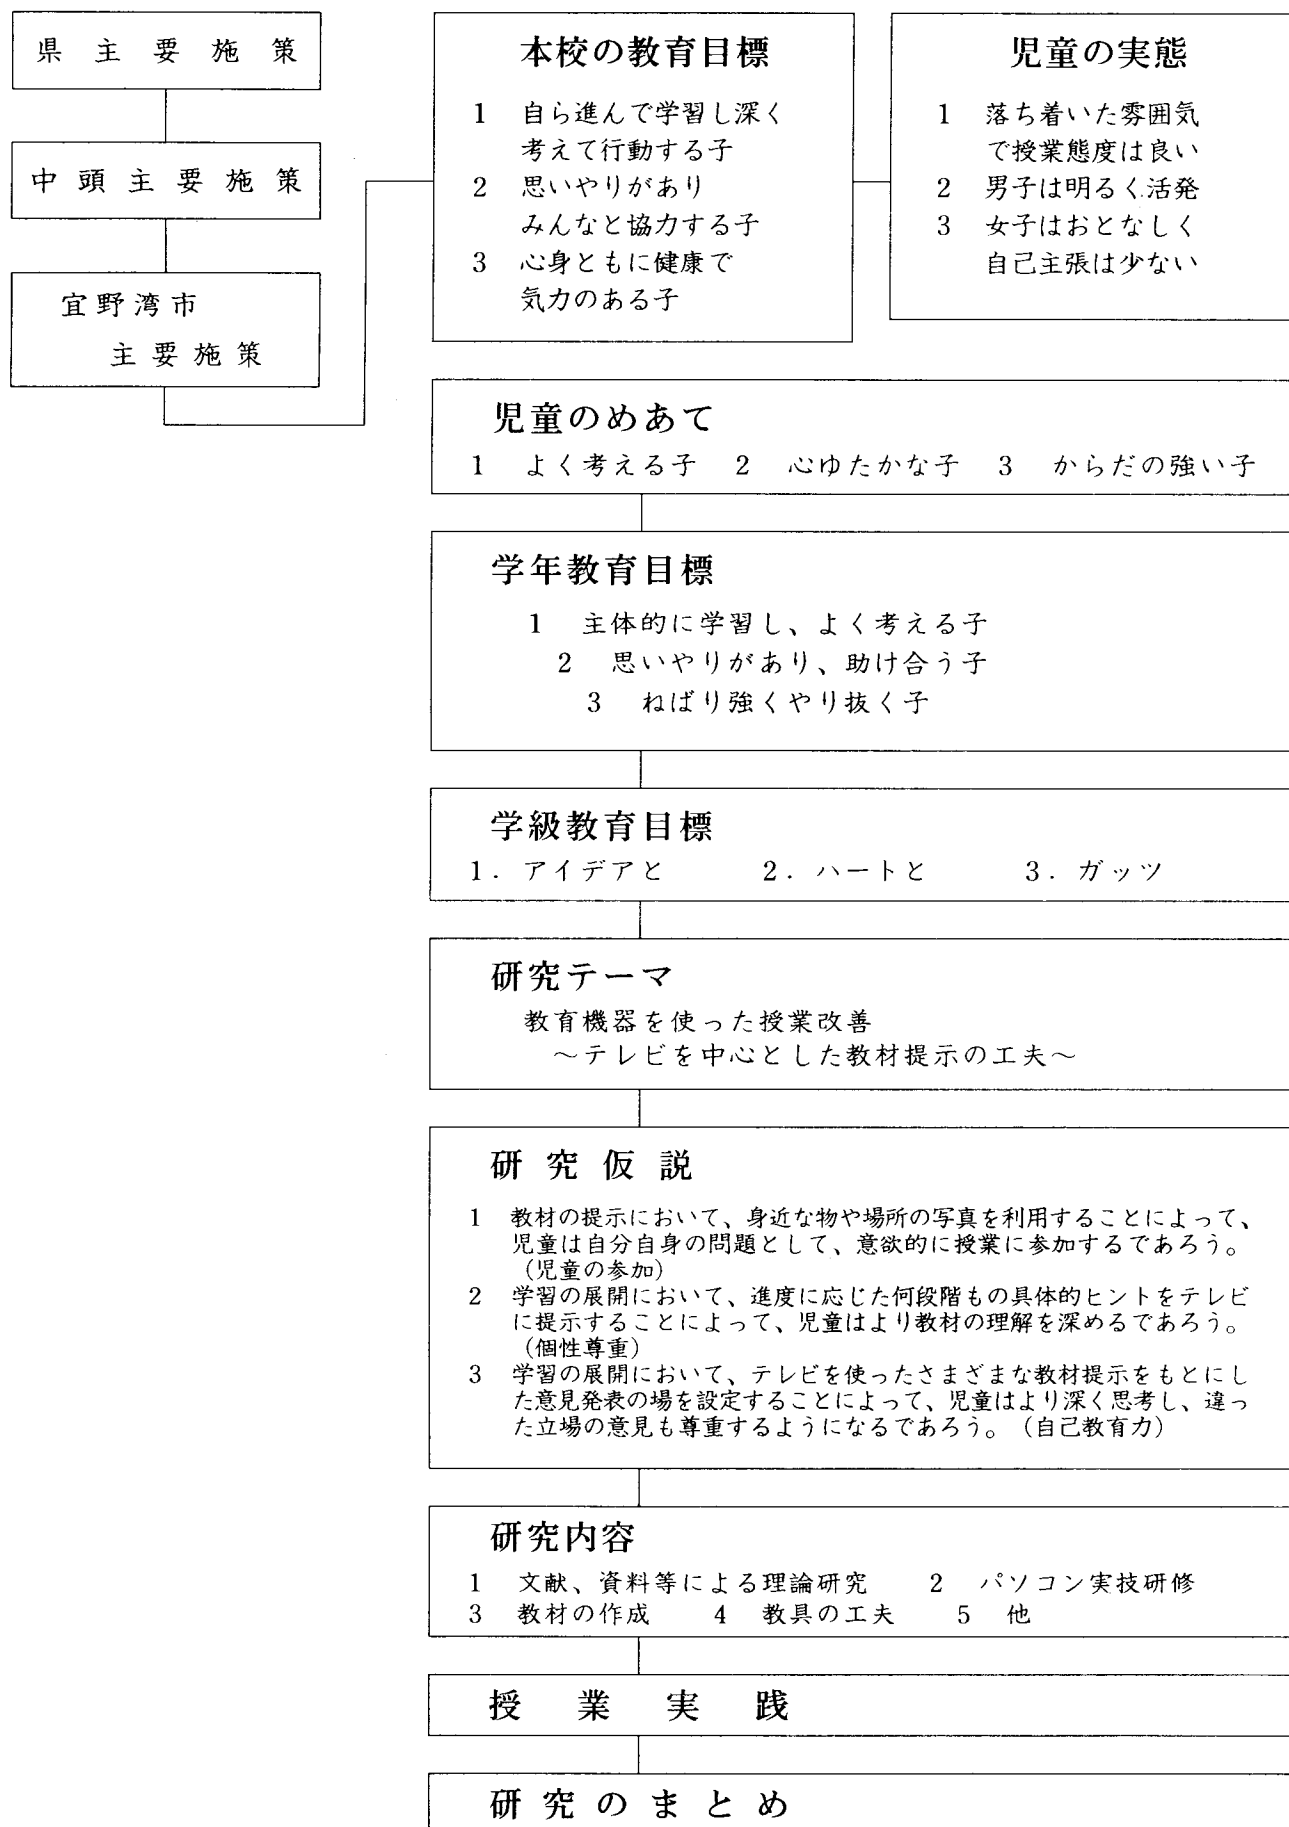 県主要施策
中頭主要施策
宜野湾市
主要施策
本校の教育目標
1 自ら進んで学習し深く
考えて行動する子
2 思いやりがあり
みんなと協力する子
3 心身ともに健康で
気力のある子
児童の実態
1 落ち着いた雰囲気
で授業態度は良い
2 男子は明るく活発
3 女子はおとなしく
自己主張は少ない
児童のめあて
1 よく考える子 2 心ゆたかな子 3 からだの強い子
学年教育目標
1 主体的に学習し、よく考える子
2 思いやりがあり、助け合う子
3 ねばり強くやり抜く子
学級教育目標
1. アイデアと 2. ハートと 3. ガッツ
研究テーマ
教育機器を使った授業改善
～テレビを中心とした教材提示の工夫～
研究仮説
1 教材の提示において、身近な物や場所の写真を利用することによって、
児童は自分自身の問題として、意欲的に授業に参加するであろう。
(児童の参加)
2 学習の展開において、進度に応じた何段階もの具体的ヒントをテレビ
に提示することによって、児童はより教材の理解を深めるであろう。
(個性尊重)
3 学習の展開において、テレビを使ったさまざまな教材提示をもとにし
た意見発表の場を設定することによって、児童はより深く思考し、違っ
た立場の意見も尊重するようになるであろう。(自己教育力)
研究内容
1 文献、資料等による理論研究 2 パソコン実技研修
3 教材の作成 4 教具の工夫 5 他
授業実践
研究のまとめ